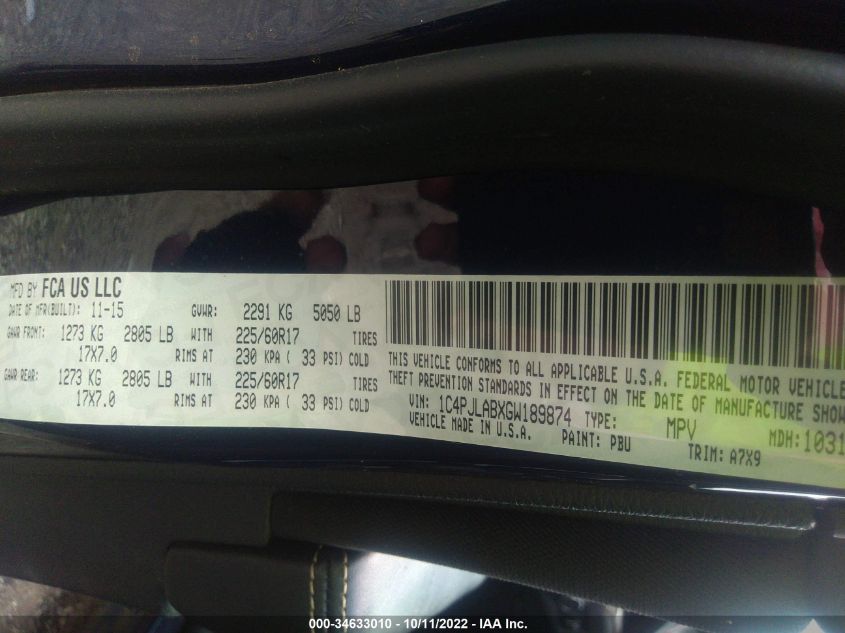 MFD BY FCA US LLC
DATE OF MFR(BUILT): 11-15 GVWR: 2291 KG 5050 LB
GAWR FRONT: 1273 KG 2805 LB WITH 225/60R17 TIRES
17X7.0 RIMS AT 230 KPA ( 33 PSI) COLD
GAWR REAR: 1273 KG 2805 LB WITH 225/60R17 TIRES
17X7.0 RIMS AT 230 KPA ( 33 PSI) COLD
THIS VEHICLE CONFORMS TO ALL APPLICABLE U.S.A. FEDERAL MOTOR VEHICLE
THEFT PREVENTION STANDARDS IN EFFECT ON THE DATE OF MANUFACTURE SHOW
VIN: 1C4PJLABXGW189874 TYPE: MPV MDH: 1031
VEHICLE MADE IN U.S.A. PAINT: PBU TRIM: A7X9
000-34633010 - 10/11/2022 - IAA Inc.